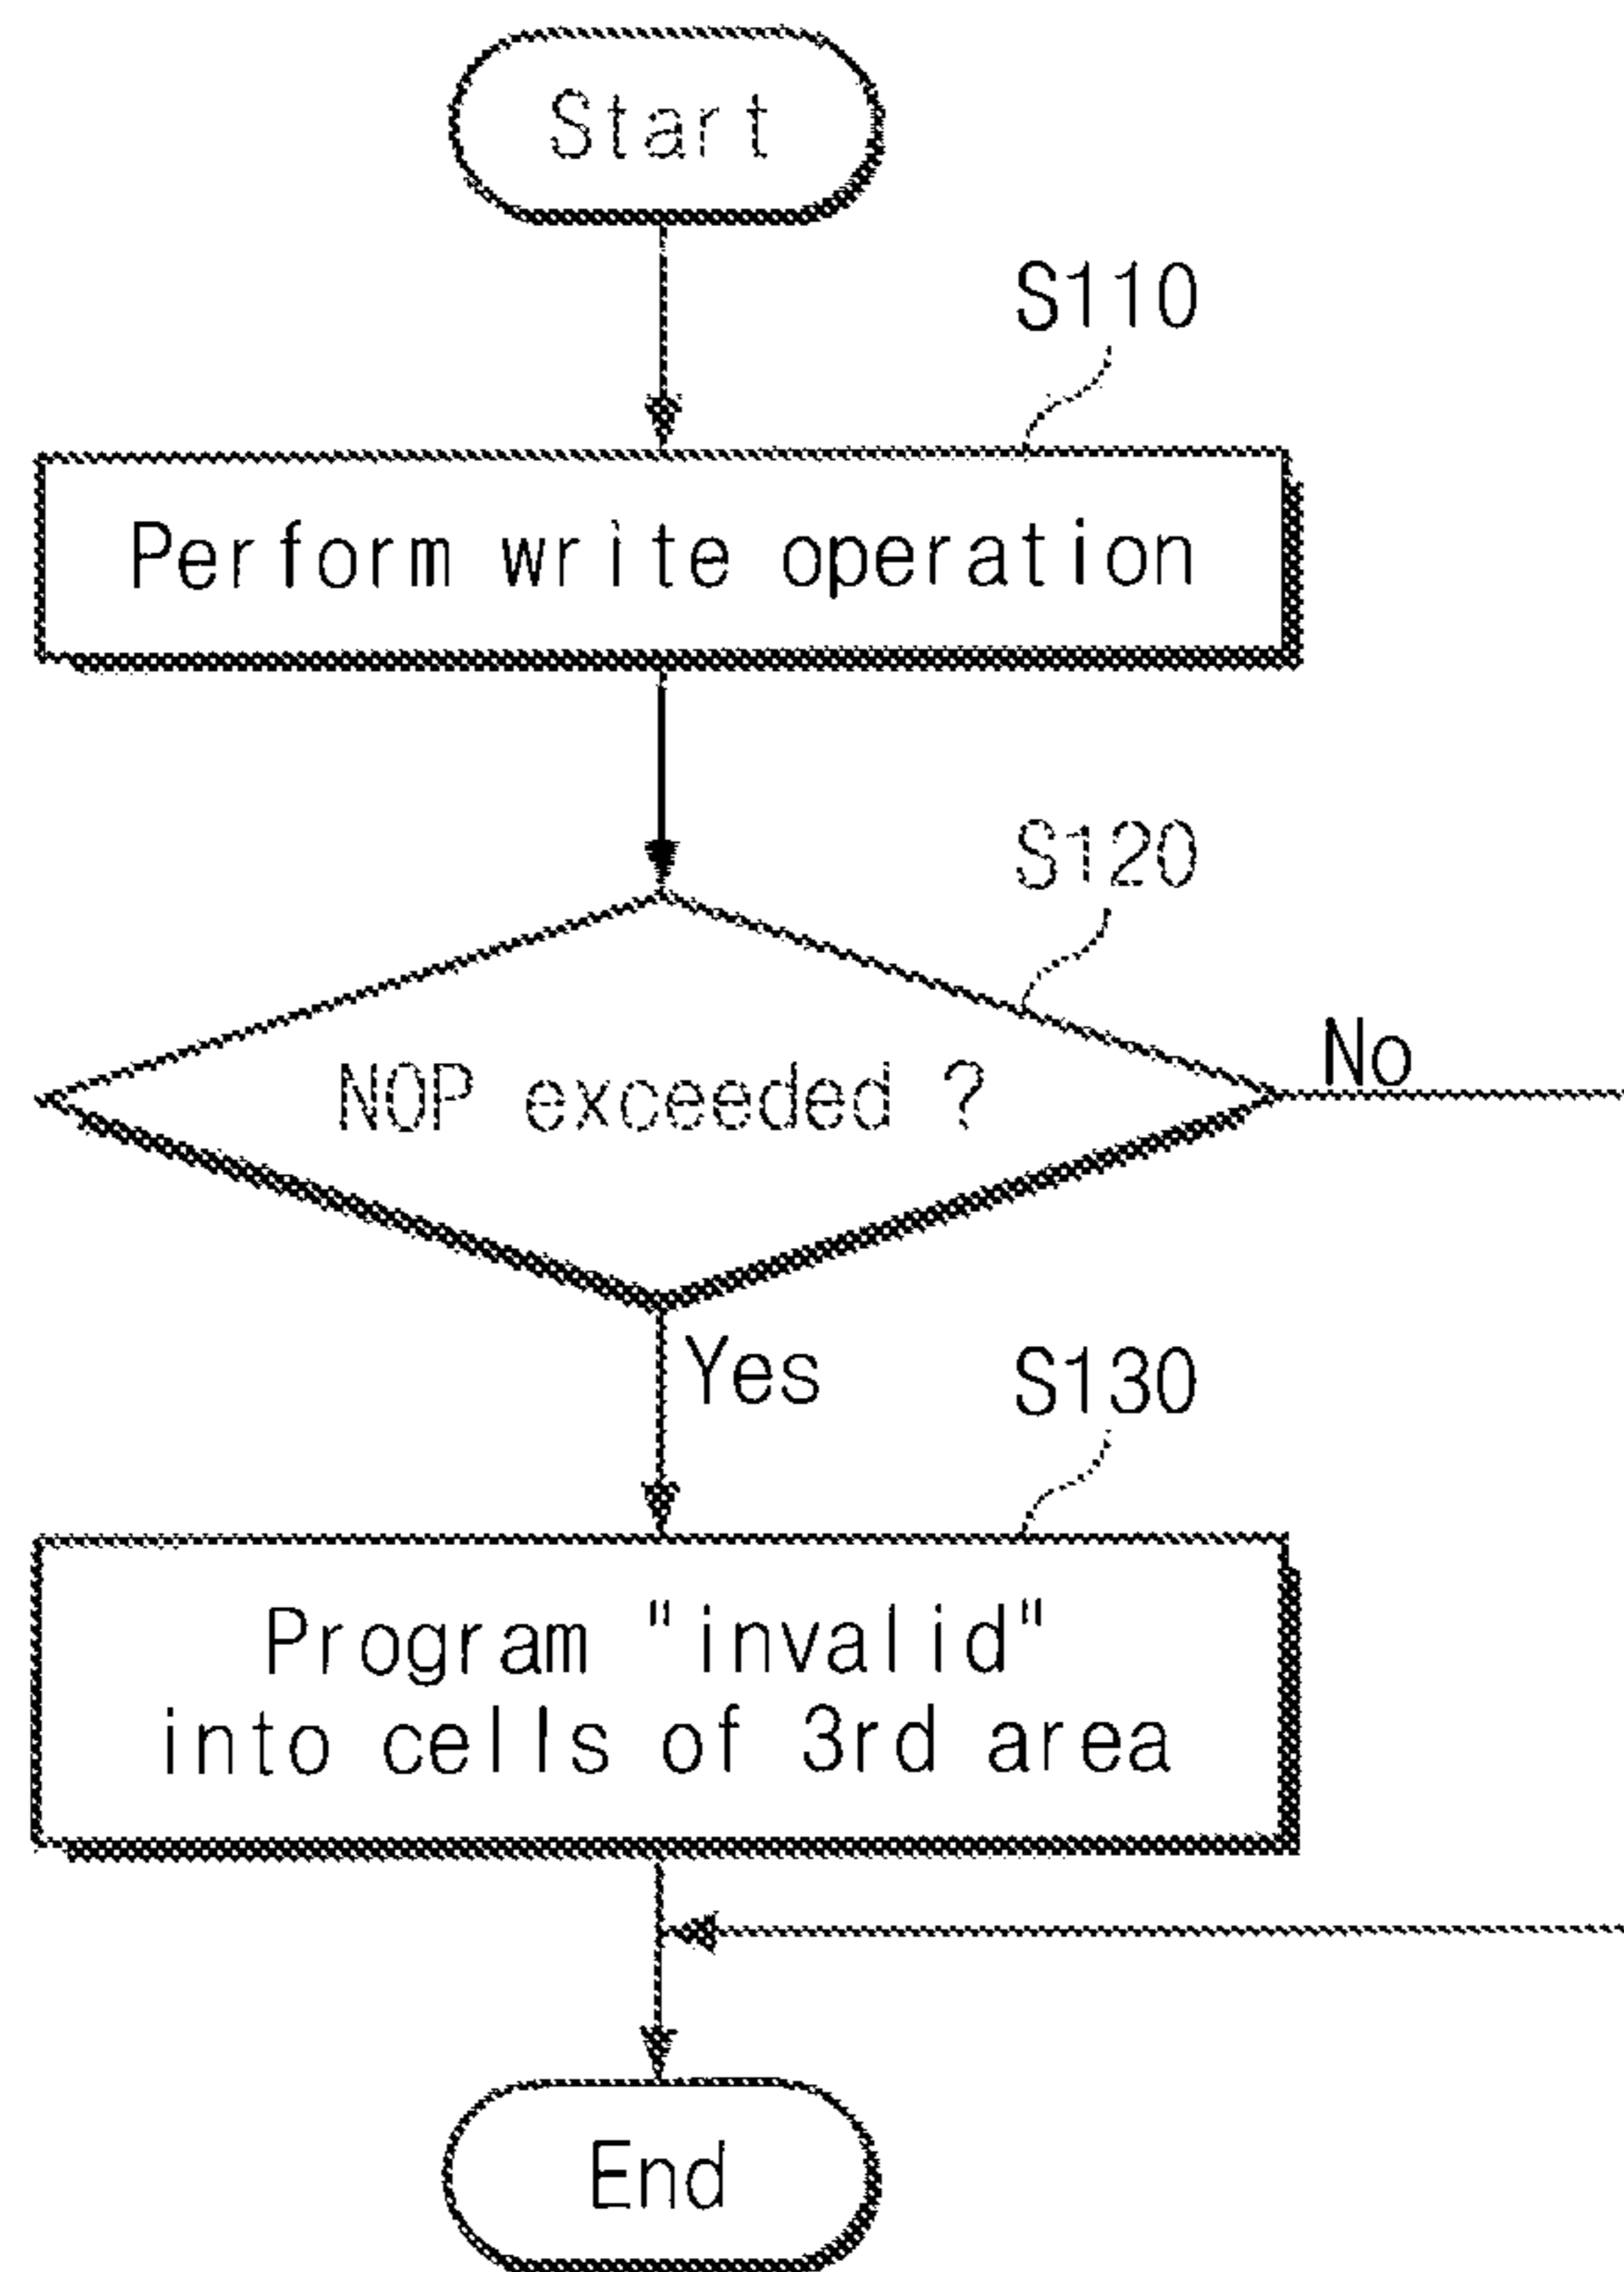 Start
S110
Perform write operation
S120
NOP exceeded ?
No
Yes
S130
Program "invalid"
into cells of 3rd area
End